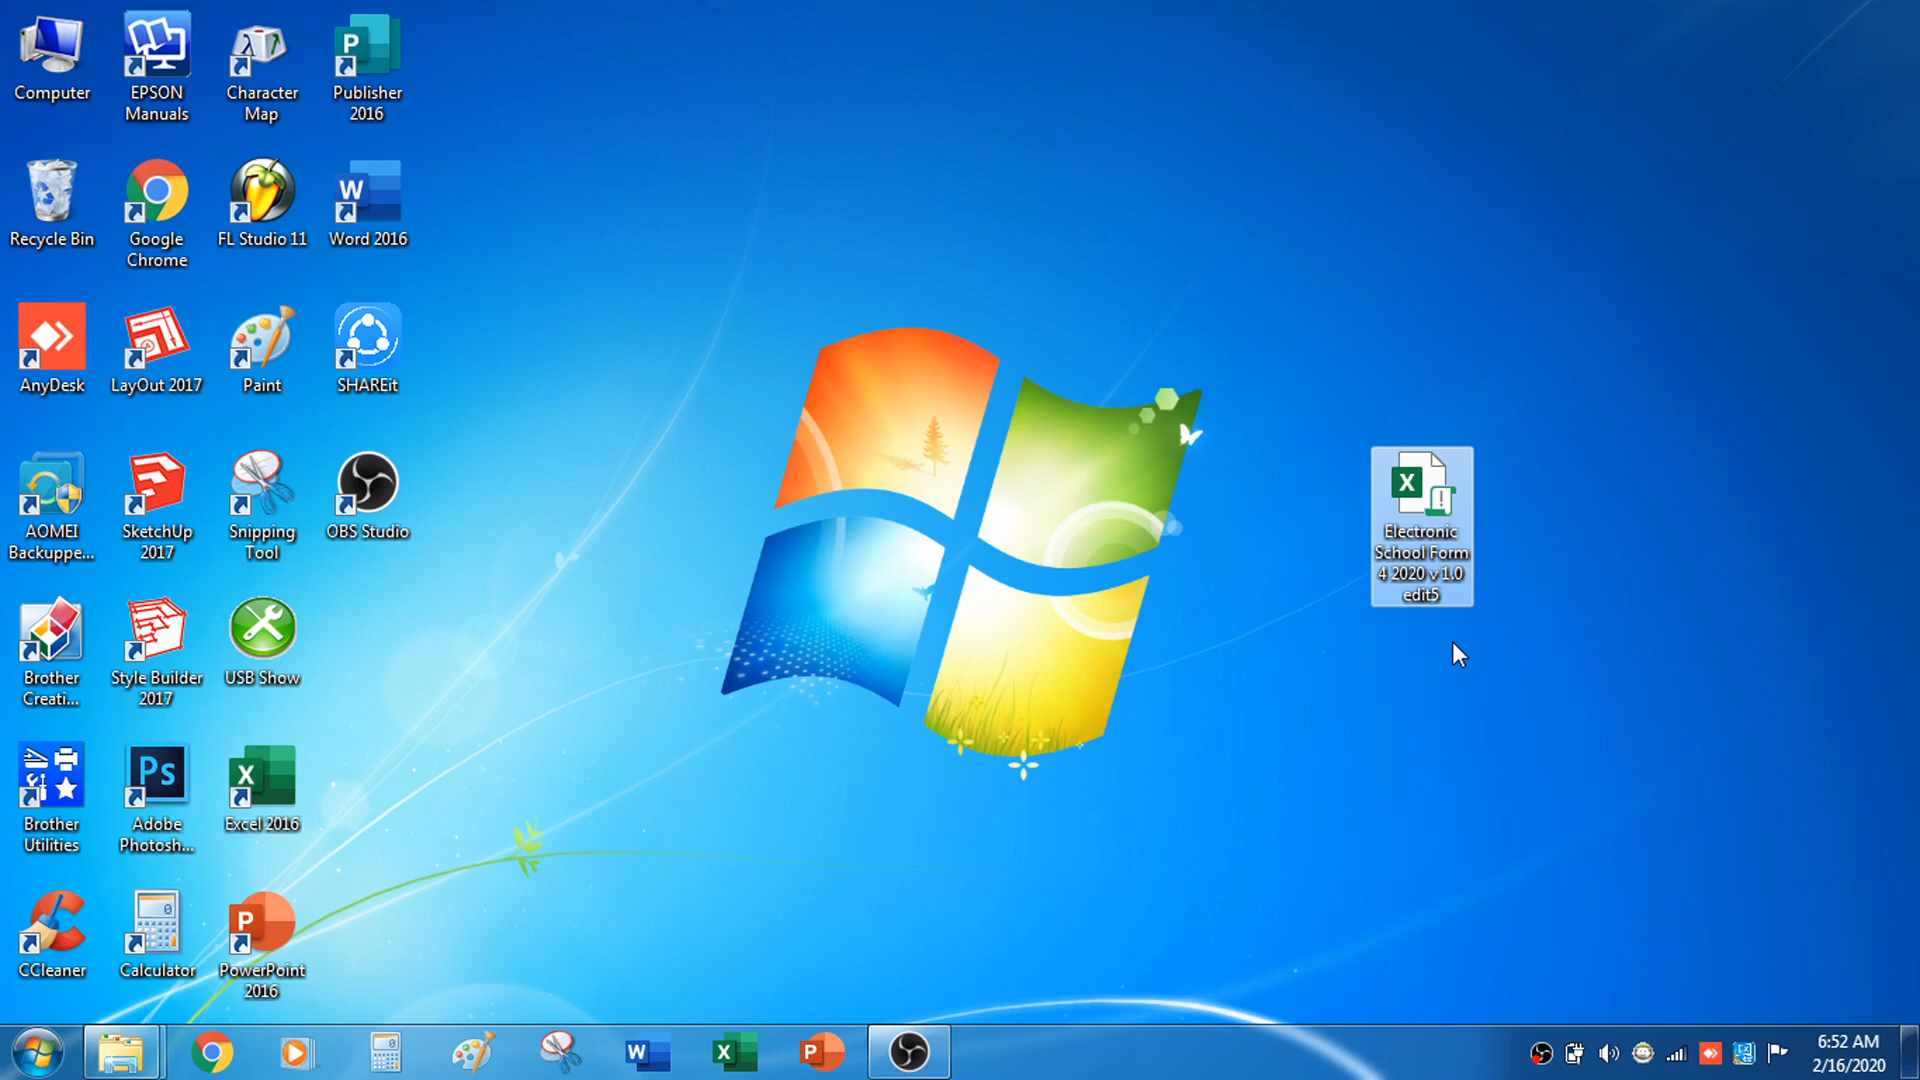 Computer
EPSON
Manuals
Character
Map
Publisher
2016
Recycle Bin
Google
Chrome
FL Studio 11
Word 2016
AnyDesk
LayOut 2017
Paint
SHAREit
AOMEI
Backuppe...
SketchUp
2017
Snipping
Tool
OBS Studio
Electronic
School Form
4 2020 v 1.0
edit5
Brother
Creati...
Style Builder
2017
USB Show
Brother
Utilities
Ps
Adobe
Photosh...
Excel 2016
CCleaner
Calculator
PowerPoint
2016
6:52 AM
2/16/2020